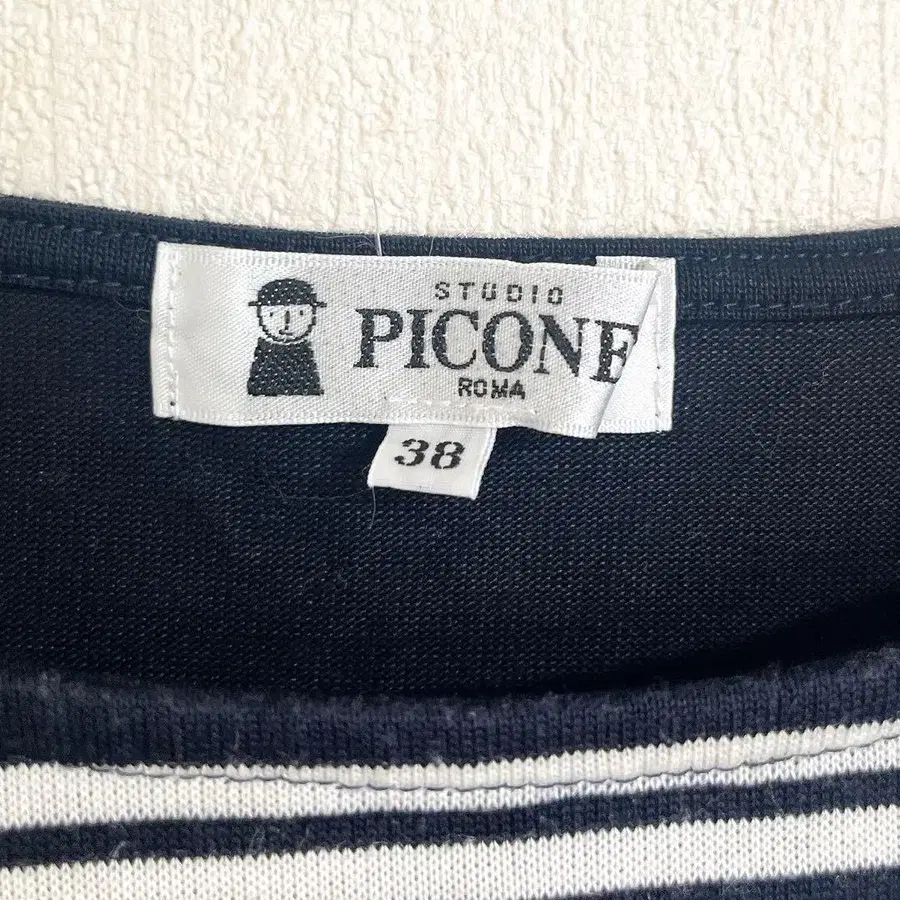 STUDIO
PICONE
ROMA
38